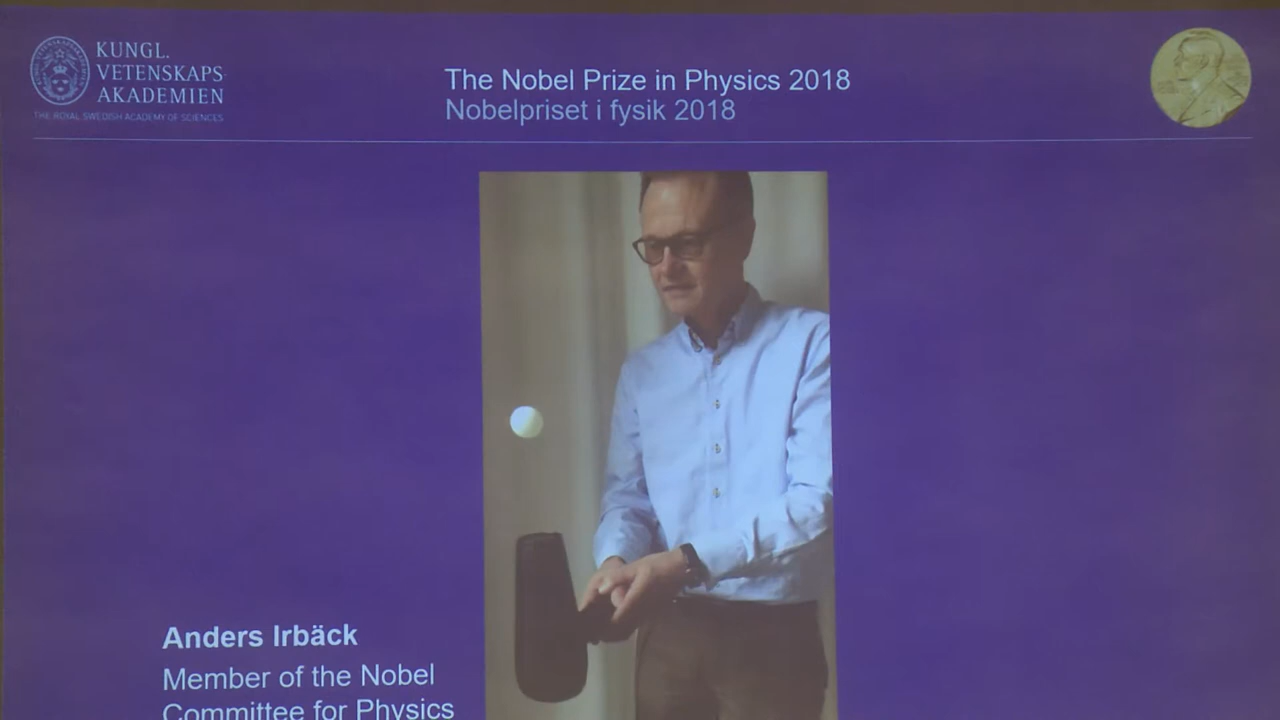 KUNGL.
VETENSKAPS-
AKADEMIEN
THE ROYAL SWEDISH ACADEMY OF SCIENCES
The Nobel Prize in Physics 2018
Nobelpriset i fysik 2018
Anders Irbäck
Member of the Nobel
Committee for Physics